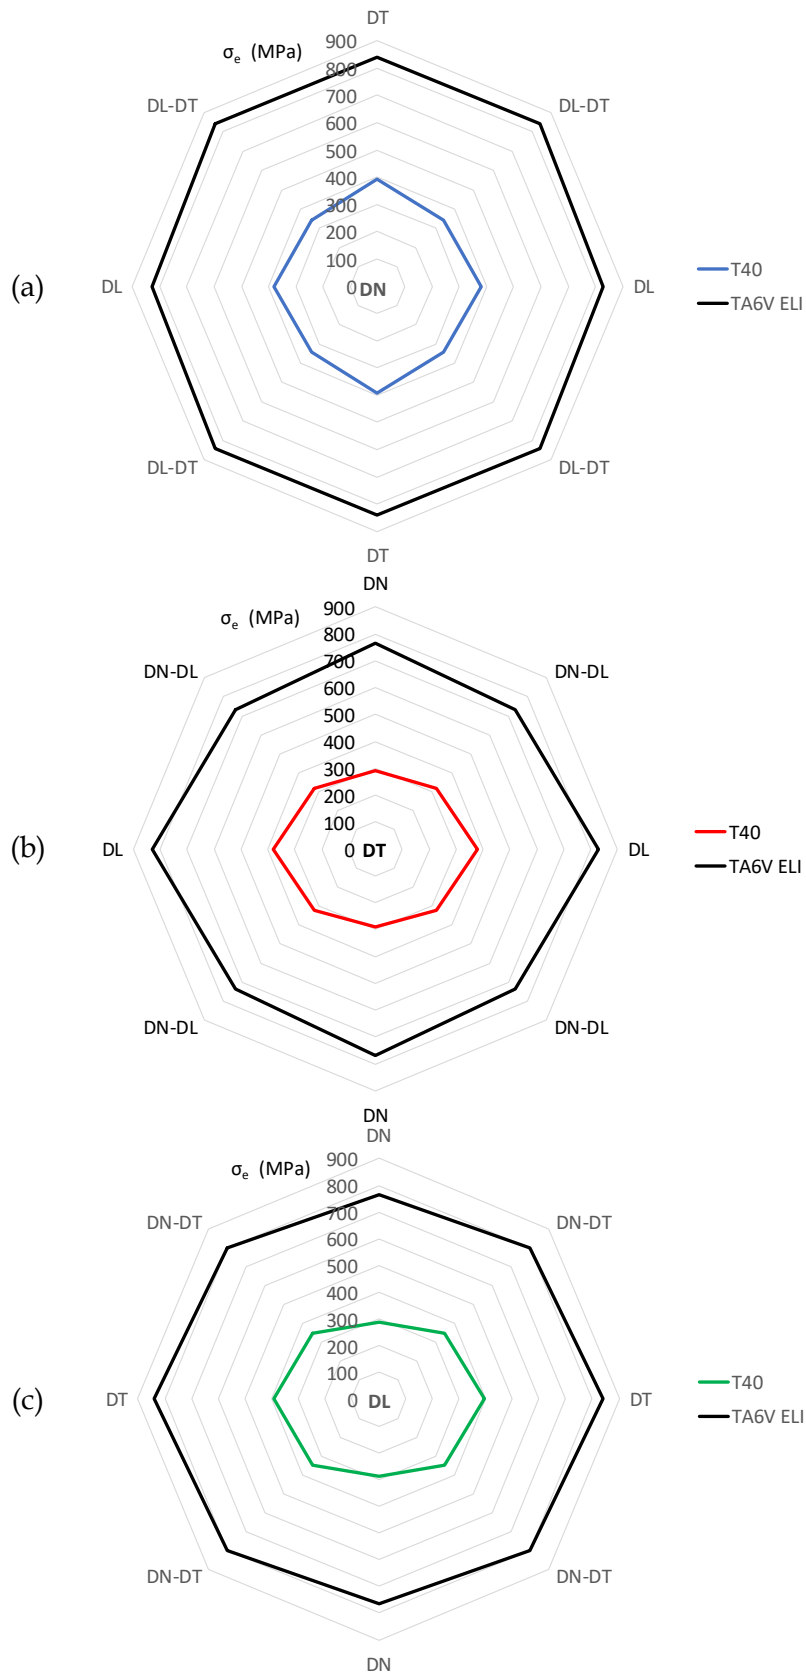 DT
900
σe (MPa)
800
DL-DT
DL-DT
700
600
500
400
300
200
100
(a)
DL
0
DN
DL
T40
TA6V ELI
DL-DT
DL-DT
DT
DN
900
σe (MPa)
800
DN-DL
DN-DL
700
600
500
400
300
200
100
(b)
DL
0
DT
DL
T40
TA6V ELI
DN-DL
DN-DL
DN
DN
900
σe (MPa)
800
DN-DT
DN-DT
700
600
500
400
300
200
100
(c)
DT
0
DL
DT
T40
TA6V ELI
DN-DT
DN-DT
DN